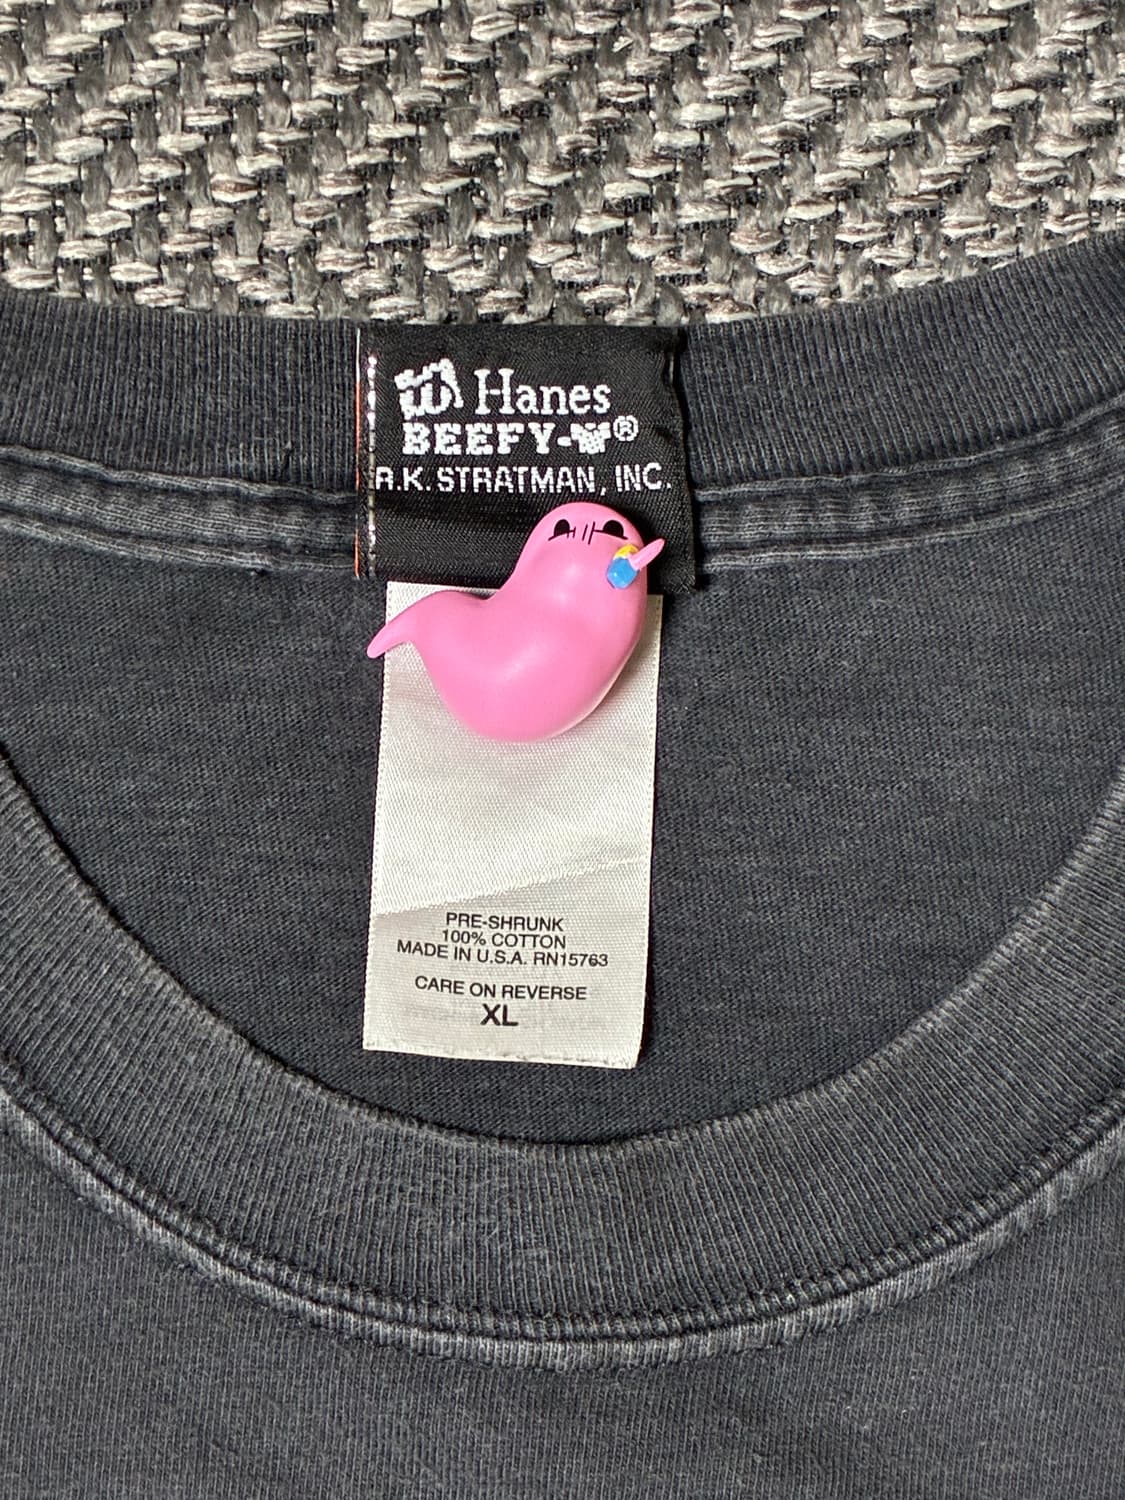 Hanes
BEEFY-T®
R.K. STRATMAN, INC.
PRE-SHRUNK
100% COTTON
MADE IN U.S.A. RN15763
CARE ON REVERSE
XL